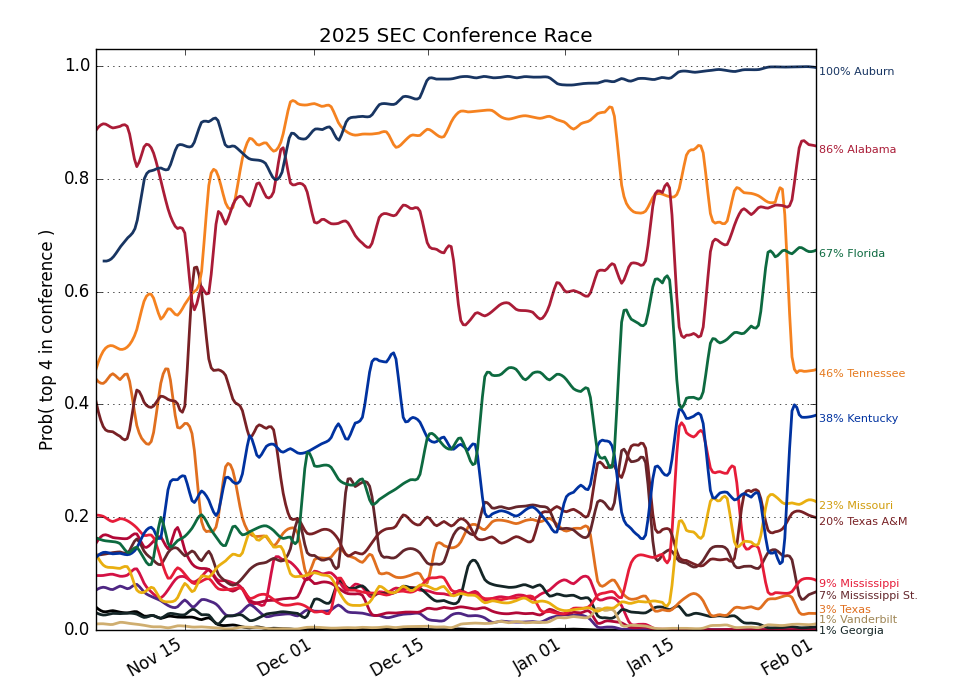 2025 SEC Conference Race
1.0
0.8
0.6
0.4
0.2
0.0
Prob( top 4 in conference )
100% Auburn
86% Alabama
67% Florida
46% Tennessee
38% Kentucky
23% Missouri
20% Texas A&M
9% Mississippi
7% Mississippi St.
3% Texas
1% Vanderbilt
1% Georgia
Nov 15
Dec 01
Dec 15
Jan 01
Jan 15
Feb 01